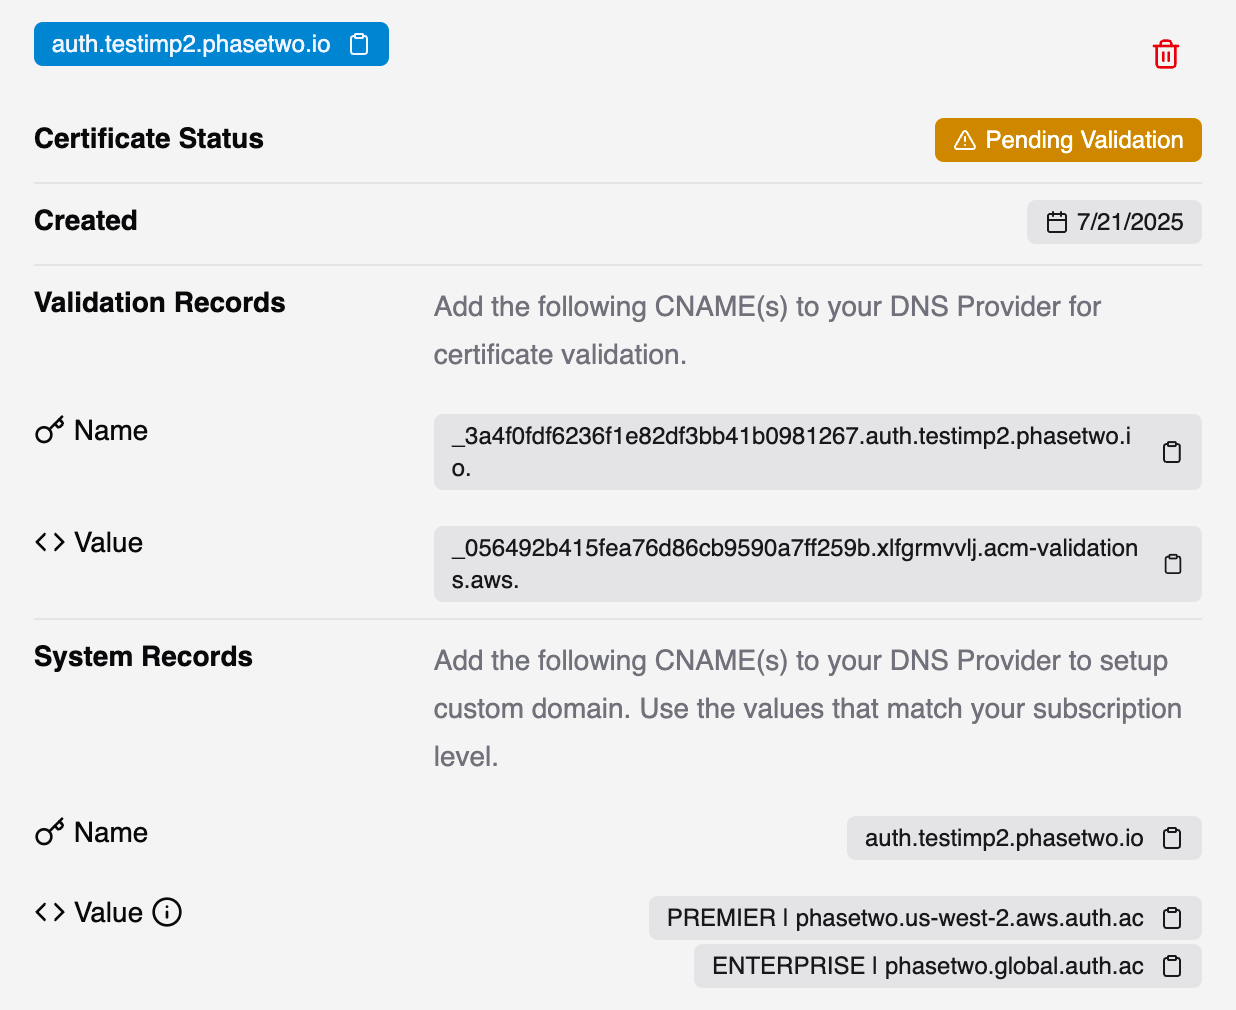 auth.testimp2.phasetwo.io
Certificate Status
Pending Validation
Created
7/21/2025
Validation Records
Add the following CNAME(s) to your DNS Provider for
certificate validation.
Name
_3a4f0fdf6236f1e82df3bb41b0981267.auth.testimp2.phasetwo.i
o.
Value
_056492b415fea76d86cb9590a7ff259b.xlfgrmvvlj.acm-validation
s.aws.
System Records
Add the following CNAME(s) to your DNS Provider to setup
custom domain. Use the values that match your subscription
level.
Name
auth.testimp2.phasetwo.io
Value
PREMIER | phasetwo.us-west-2.aws.auth.ac
ENTERPRISE | phasetwo.global.auth.ac